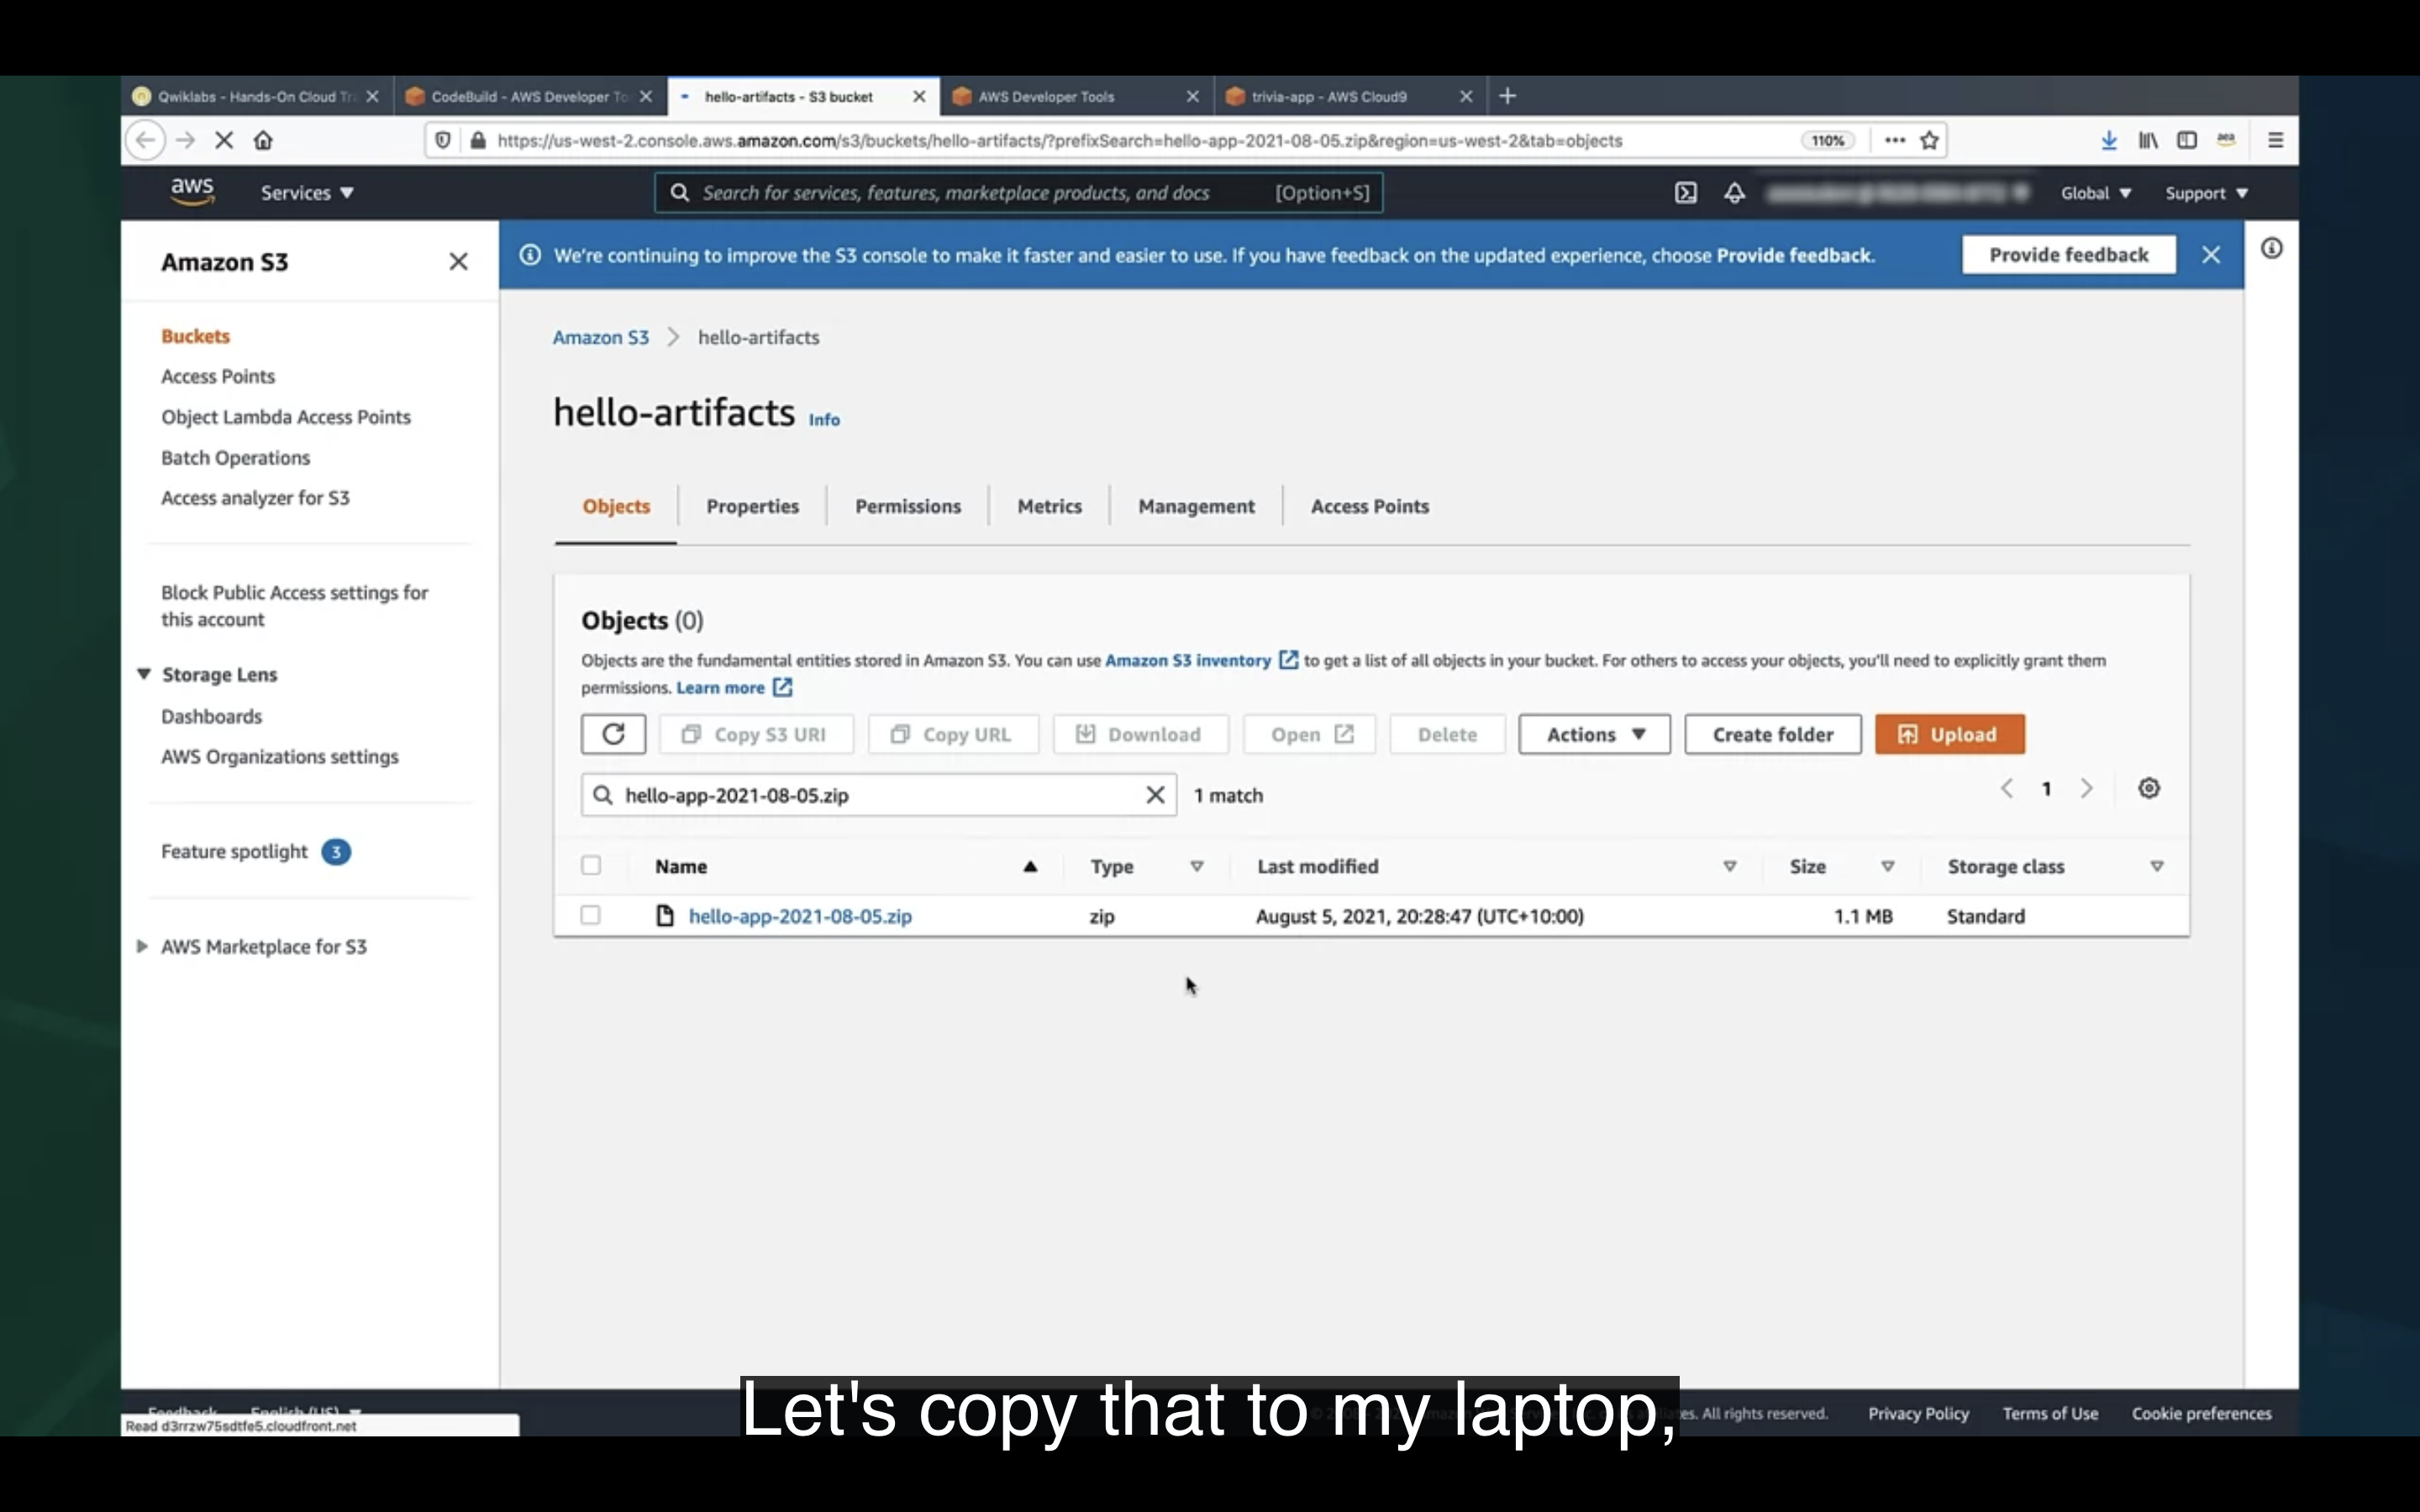 Qwiklabs - Hands-On Cloud Tr
CodeBuild - AWS Developer To
hello-artifacts - S3 bucket
AWS Developer Tools
trivia-app - AWS Cloud9
https://us-west-2.console.aws.amazon.com/s3/buckets/hello-artifacts/?prefixSearch=hello-app-2021-08-05.zip&region=us-west-2&tab=objects
110%
aws
Services
Search for services, features, marketplace products, and docs [Option+S]
Global
Support
Amazon S3
We're continuing to improve the S3 console to make it faster and easier to use. If you have feedback on the updated experience, choose Provide feedback.
Provide feedback
Buckets
Access Points
Object Lambda Access Points
Batch Operations
Access analyzer for S3
Block Public Access settings for
this account
Storage Lens
Dashboards
AWS Organizations settings
Feature spotlight 3
AWS Marketplace for S3
Amazon S3 > hello-artifacts
hello-artifacts Info
Objects Properties Permissions Metrics Management Access Points
Objects (0)
Objects are the fundamental entities stored in Amazon S3. You can use Amazon S3 inventory to get a list of all objects in your bucket. For others to access your objects, you'll need to explicitly grant them
permissions. Learn more
Copy S3 URI Copy URL Download Open Delete Actions Create folder Upload
hello-app-2021-08-05.zip 1 match 1
Name Type Last modified Size Storage class
hello-app-2021-08-05.zip zip August 5, 2021, 20:28:47 (UTC+10:00) 1.1 MB Standard
Feedback English (US)
Read d3rrzw75sdtfe5.cloudfront.net
Let's copy that to my laptop,
All rights reserved. Privacy Policy Terms of Use Cookie preferences